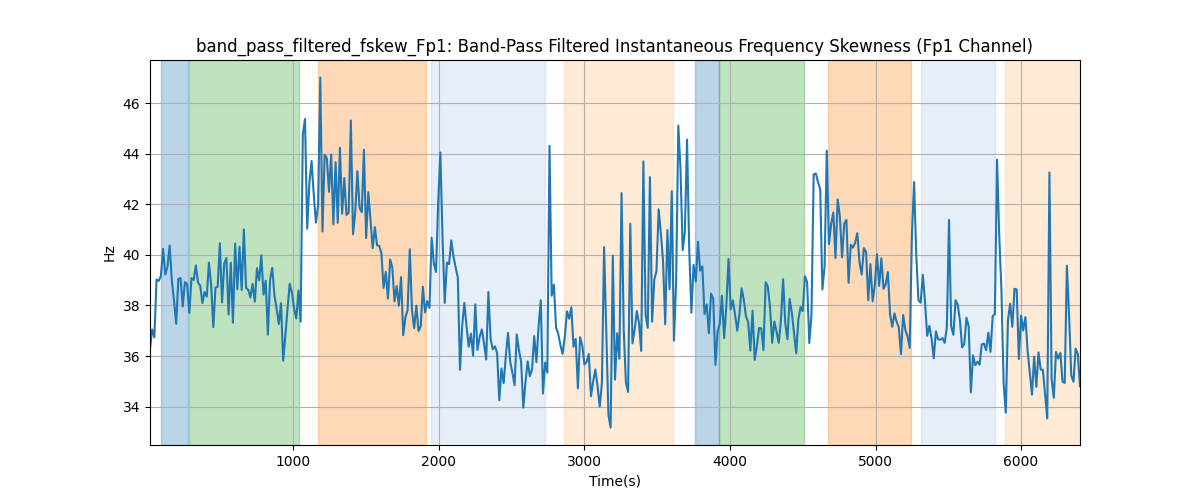 band_pass_filtered_fskew_Fp1: Band-Pass Filtered Instantaneous Frequency Skewness (Fp1 Channel)
46
44
42
40
38
36
34
Hz
1000 2000 3000 4000 5000 6000
Time(s)